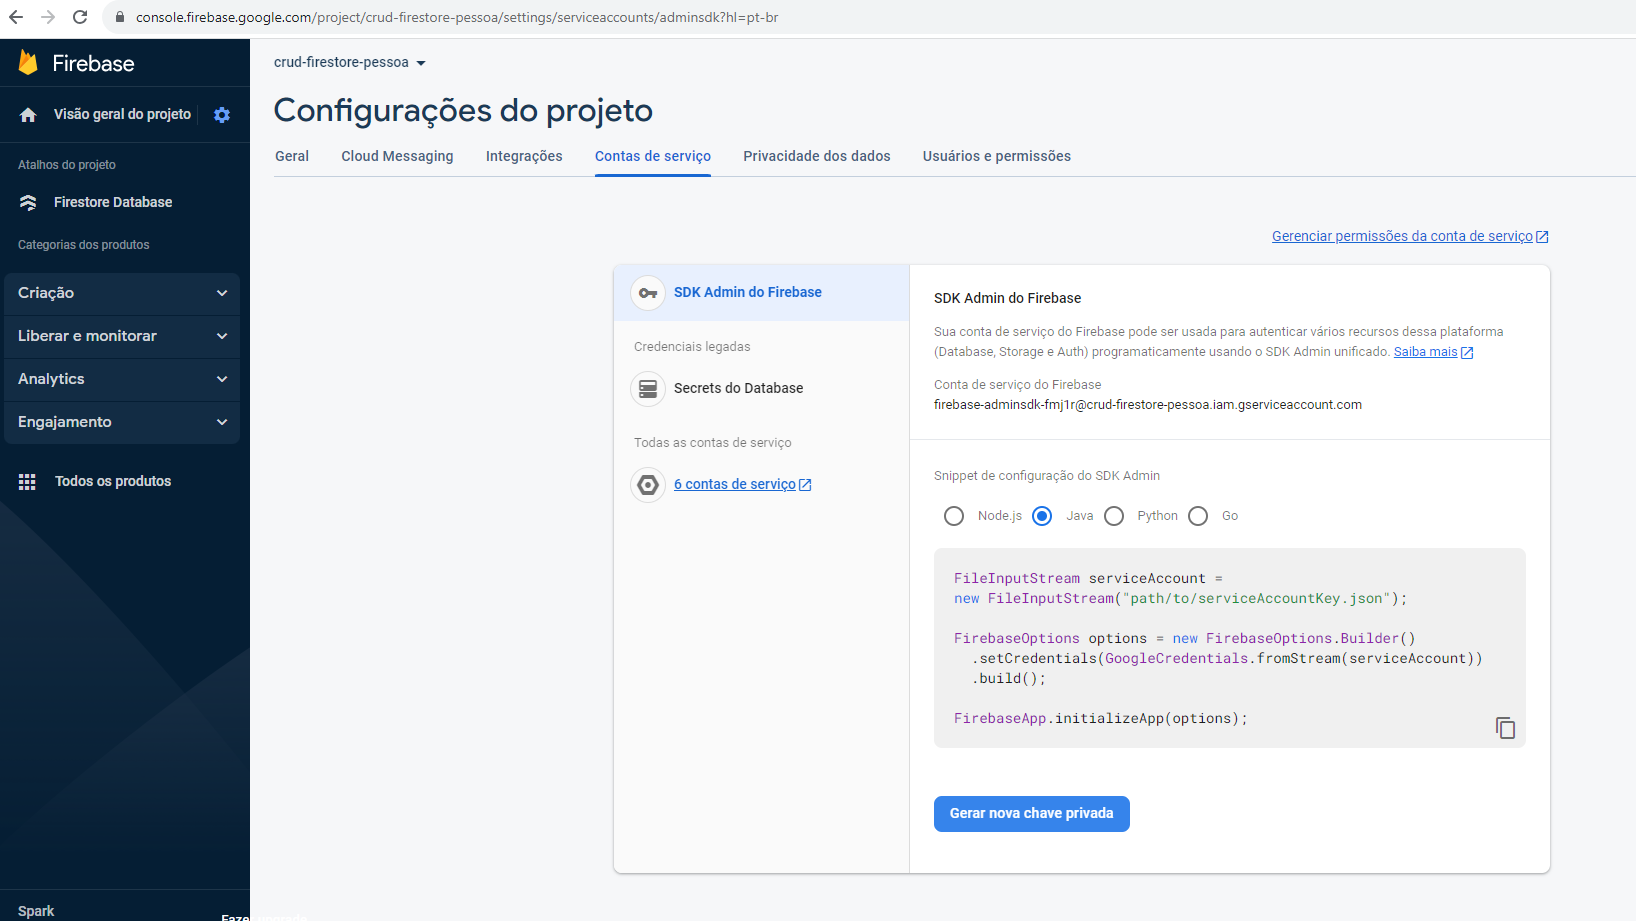 console.firebase.google.com/project/crud-firestore-pessoa/settings/serviceaccounts/adminsdk?hl=pt-br
Firebase
Visão geral do projeto
Atalhos do projeto
Firestore Database
Categorias dos produtos
Criação
Liberar e monitorar
Analytics
Engajamento
Todos os produtos
Spark
crud-firestore-pessoa
Configurações do projeto
Geral
Cloud Messaging
Integrações
Contas de serviço
Privacidade dos dados
Usuários e permissões
Gerenciar permissões da conta de serviço
SDK Admin do Firebase
Credenciais legadas
Secrets do Database
Todas as contas de serviço
6 contas de serviço
SDK Admin do Firebase
Sua conta de serviço do Firebase pode ser usada para autenticar vários recursos dessa plataforma
(Database, Storage e Auth) programaticamente usando o SDK Admin unificado. Saiba mais
Conta de serviço do Firebase
firebase-adminsdk-fmj1r@crud-firestore-pessoa.iam.gserviceaccount.com
Snippet de configuração do SDK Admin
Node.js Java Python Go
FileInputStream serviceAccount =
new FileInputStream("path/to/serviceAccountKey.json");
FirebaseOptions options = new FirebaseOptions.Builder()
.setCredentials(GoogleCredentials.fromStream(serviceAccount))
.build();
FirebaseApp.initializeApp(options);
Gerar nova chave privada